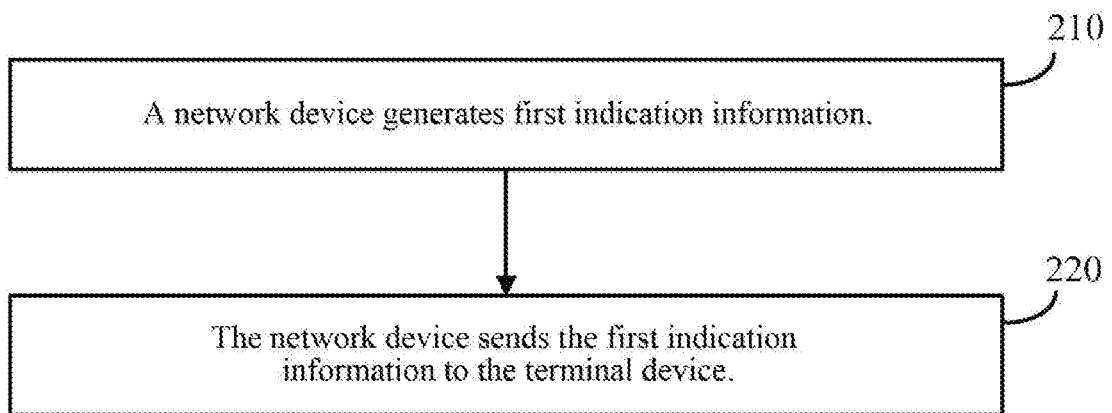 210
A network device generates first indication information.
220
The network device sends the first indication
information to the terminal device.